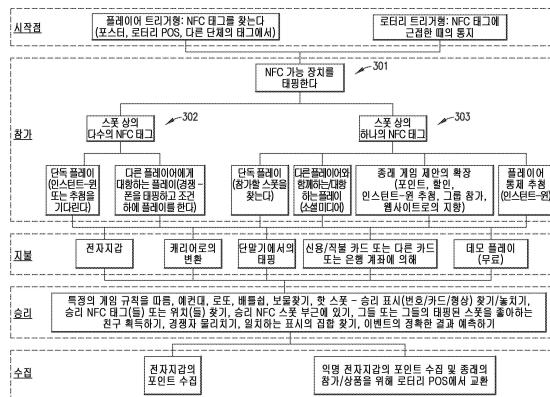 시작점
플레이어 트리거형: NFC 태그를 찾는다
(포스터, 로터리 POS, 다른 단체의 태그에서)
로터리 트리거형: NFC 태그에
근접한 때의 통지
참가
NFC 가능 장치를
태핑한다
301
스폿 상의
다수의 NFC 태그
302
스폿 상의
하나의 NFC 태그
303
단독 플레이
(인스턴트–윈
또는 추첨을
기다린다)
다른 플레이어에게
대항하는 플레이(경쟁 –
폰을 태핑하고 조건
하에 플레이를 한다)
단독 플레이
(참가할 스폿을
찾는다)
다른플레이어와
함께하는/대항
하는 플레이
(소셜 미디어)
종래 게임 제안의 확장
(포인트, 할인,
인스턴트–윈 추첨, 그룹 참가,
웹사이트로의 지향)
플레이어
통제 추첨
(인스턴트–윈)
지불
전자지갑
캐리어로의
변환
단말기에서의
태핑
신용/직불 카드 또는 다른 카드
또는 은행 계좌에 의해
데모 플레이
(무료)
승리
특정의 게임 규칙을 따름, 예컨대, 로또, 배틀쉽, 보물찾기, 핫 스폿 – 승리 표시(번호/카드/형상) 찾기/놓치기,
승리 NFC 태그(들) 또는 위치(들) 찾기, 승리 NFC 스폿 부근에 있기, 그들 또는 그들의 태핑된 스폿을 좋아하는
친구 획득하기, 경쟁자 물리치기, 일치하는 표시의 집합 찾기, 이벤트의 정확한 결과 예측하기
수집
전자지갑의
포인트 수집
익명 전자지갑의 포인트 수집 및 종래의
참가/상품을 위해 로터리 POS에서 교환